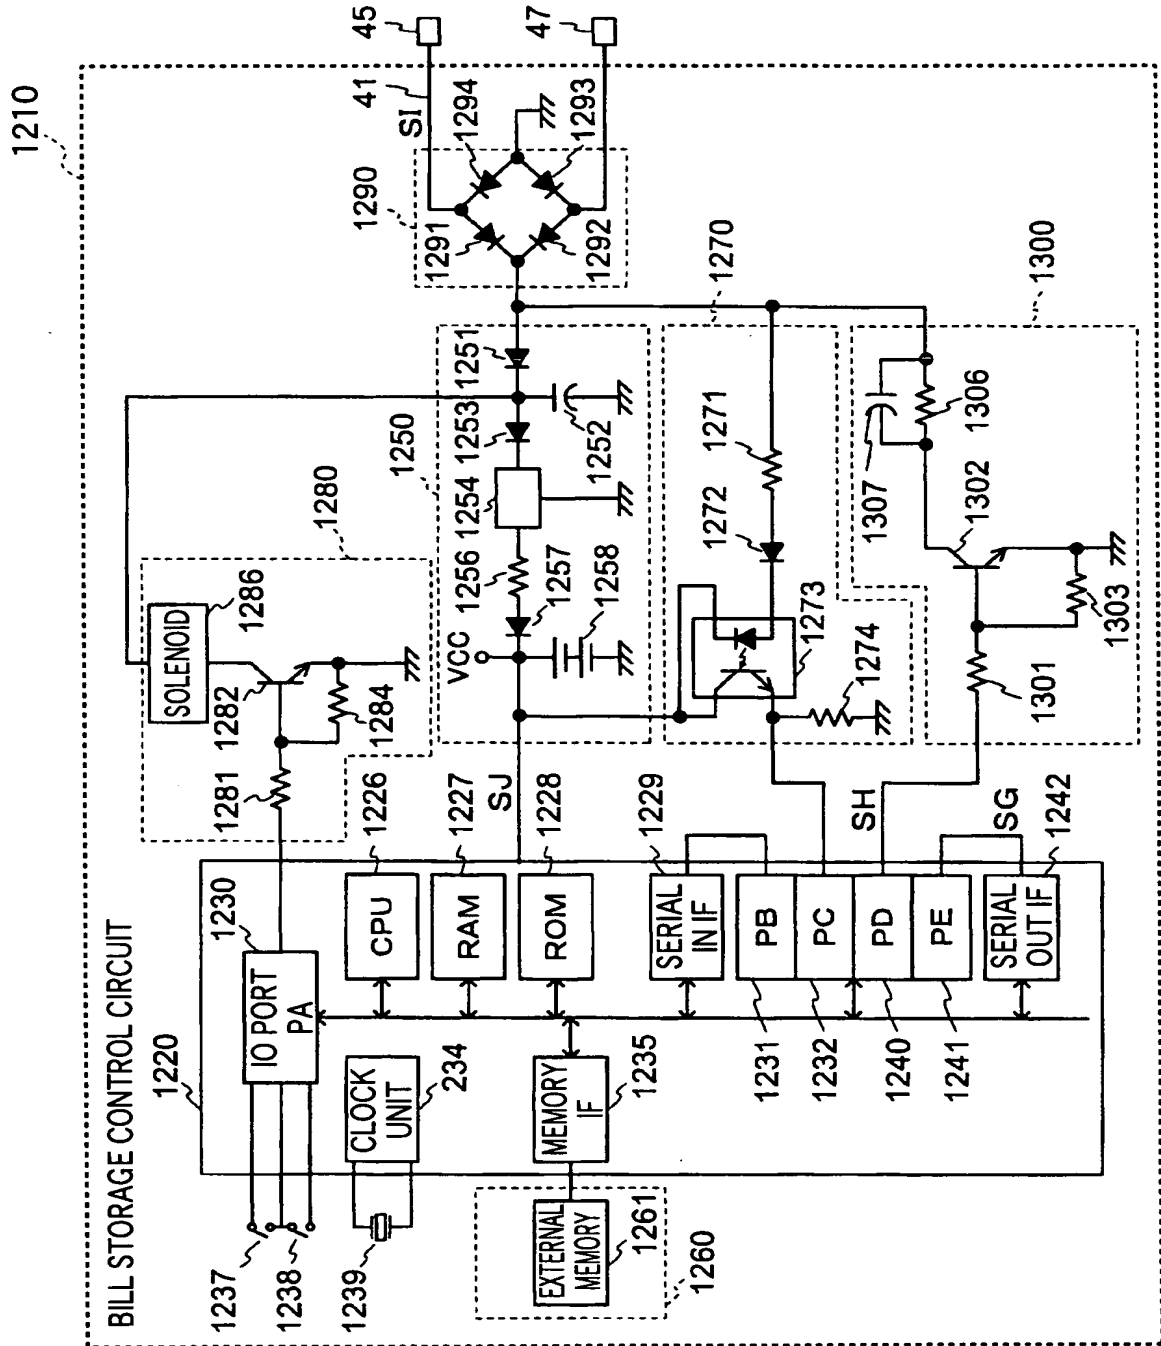 1210
BILL STORAGE CONTROL CIRCUIT
1220
1230
IO PORT
PA
1237
1238
1239
CLOCK
UNIT
234
MEMORY
IF
1235
EXTERNAL
MEMORY
1261
1260
CPU
1226
RAM
1227
ROM
1228
SERIAL
IN IF
1229
PB
1231
PC
1232
PD
1240
PE
1241
SERIAL
OUT IF
1242
SJ
SH
SG
1280
SOLENOID
1286
1282
1284
1281
1250
1251
1253
1252
1254
1256
1257
1258
VCC
1270
1271
1272
1273
1274
1300
1306
1307
1302
1303
1301
1290
1291
1292
1293
1294
SI
41
45
47